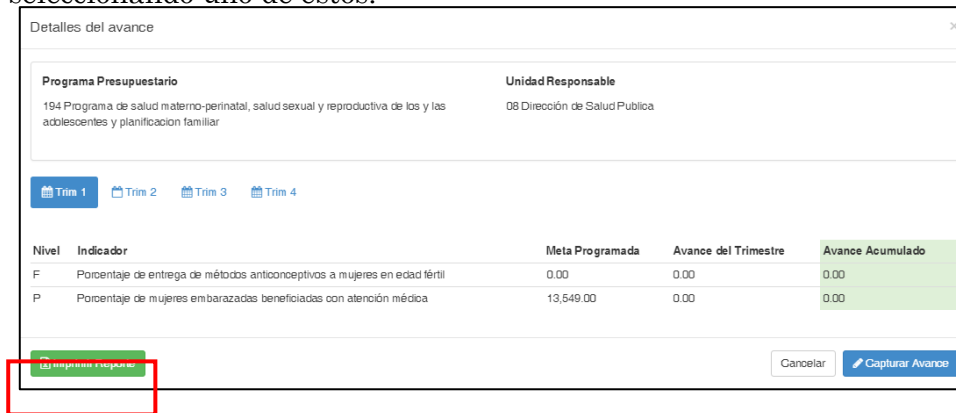 seleccionando uno de estos.
Detalles del avance ×
Programa Presupuestario Unidad Responsable
194 Programa de salud materno-perinatal, salud sexual y reproductiva de los y las 08 Dirección de Salud Publica
adolescentes y planificacion familiar
Trim 1 Trim 2 Trim 3 Trim 4
Nivel Indicador Meta Programada Avance del Trimestre Avance Acumulado
F Porcentaje de entrega de métodos anticonceptivos a mujeres en edad fértil 0.00 0.00 0.00
P Porcentaje de mujeres embarazadas beneficiadas con atención médica 13,549.00 0.00 0.00
Imprimir Reporte Cancelar Capturar Avance